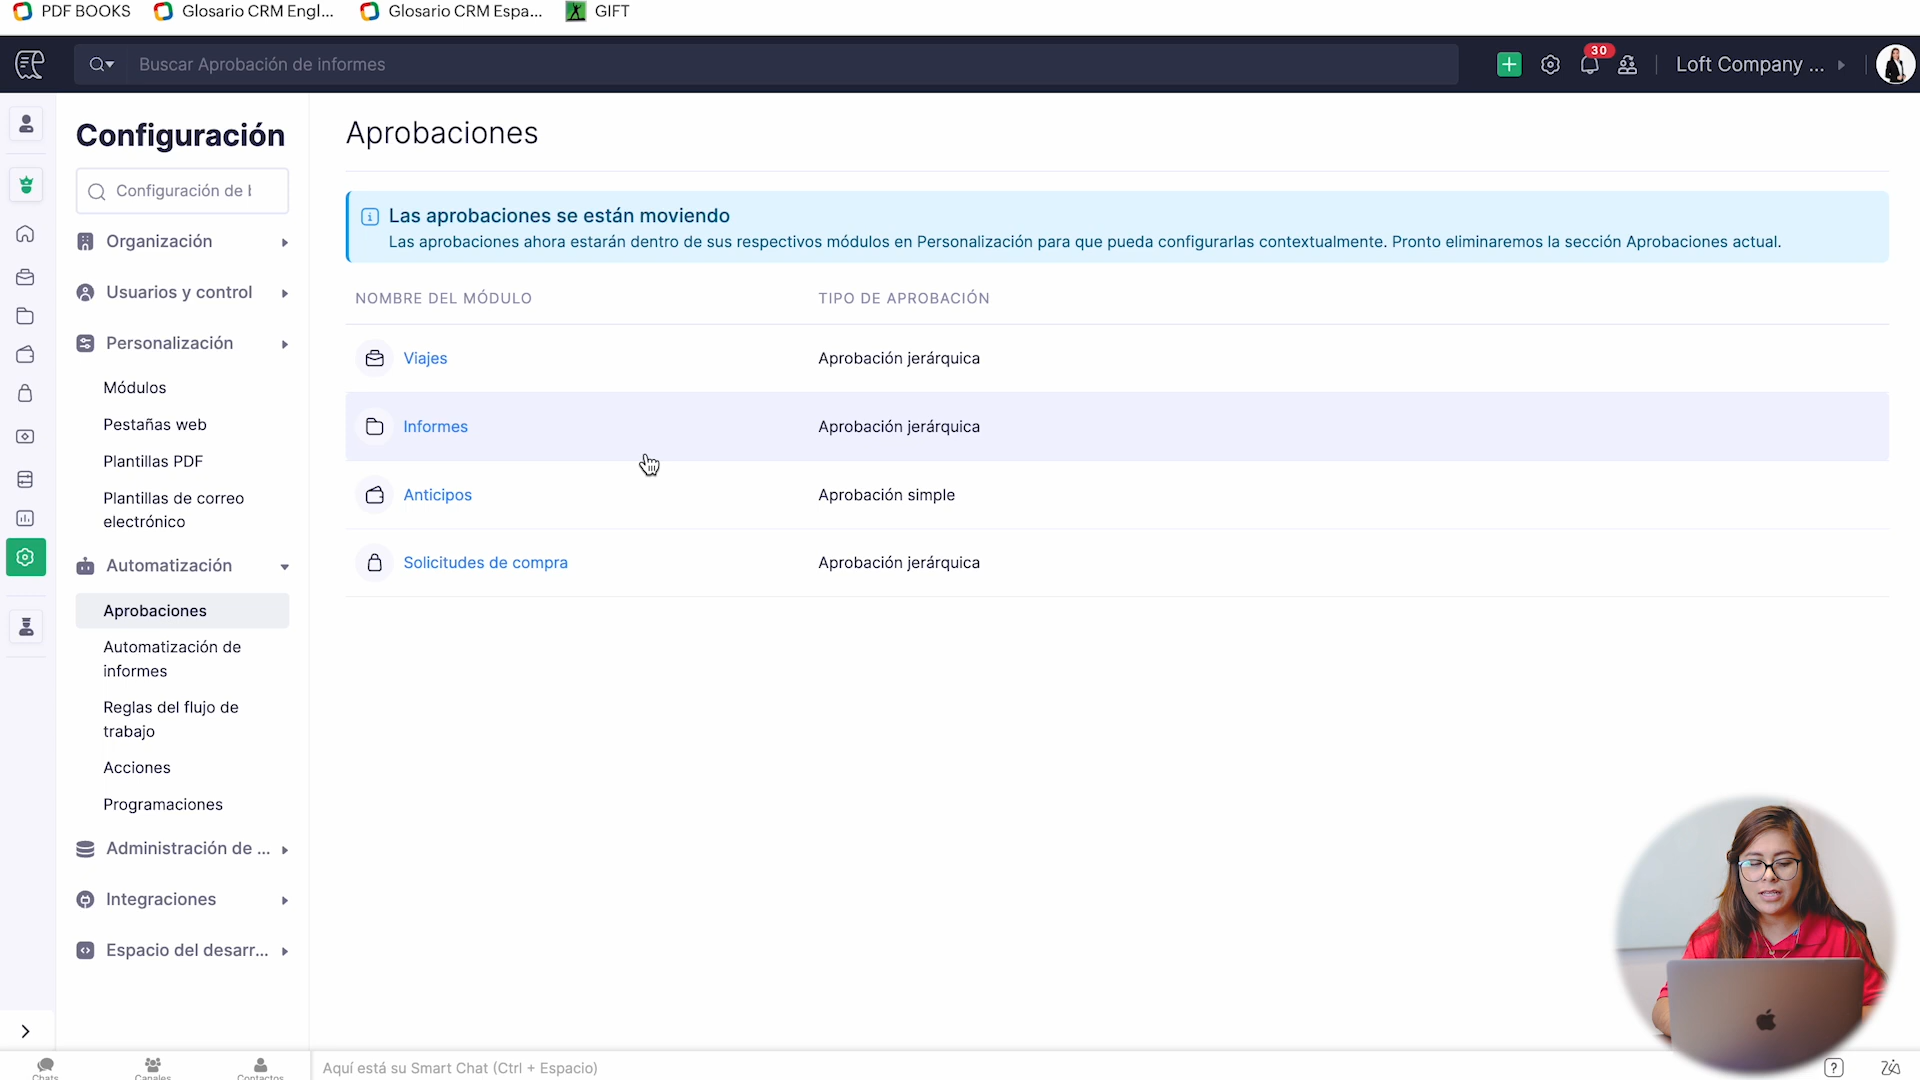 PDF BOOKS
Glosario CRM Engl...
Glosario CRM Espa...
GIFT
Buscar Aprobación de informes
30
Loft Company ...
Configuración
Configuración de b
Organización
Usuarios y control
Personalización
Módulos
Pestañas web
Plantillas PDF
Plantillas de correo
electrónico
Automatización
Aprobaciones
Automatización de
informes
Reglas del flujo de
trabajo
Acciones
Programaciones
Administración de ...
Integraciones
Espacio del desarr...
Aprobaciones
Las aprobaciones se están moviendo
Las aprobaciones ahora estarán dentro de sus respectivos módulos en Personalización para que pueda configurarlas contextualmente. Pronto eliminaremos la sección Aprobaciones actual.
NOMBRE DEL MÓDULO
TIPO DE APROBACIÓN
Viajes
Aprobación jerárquica
Informes
Aprobación jerárquica
Anticipos
Aprobación simple
Solicitudes de compra
Aprobación jerárquica
Chats
Canales
Contactos
Aquí está su Smart Chat (Ctrl + Espacio)